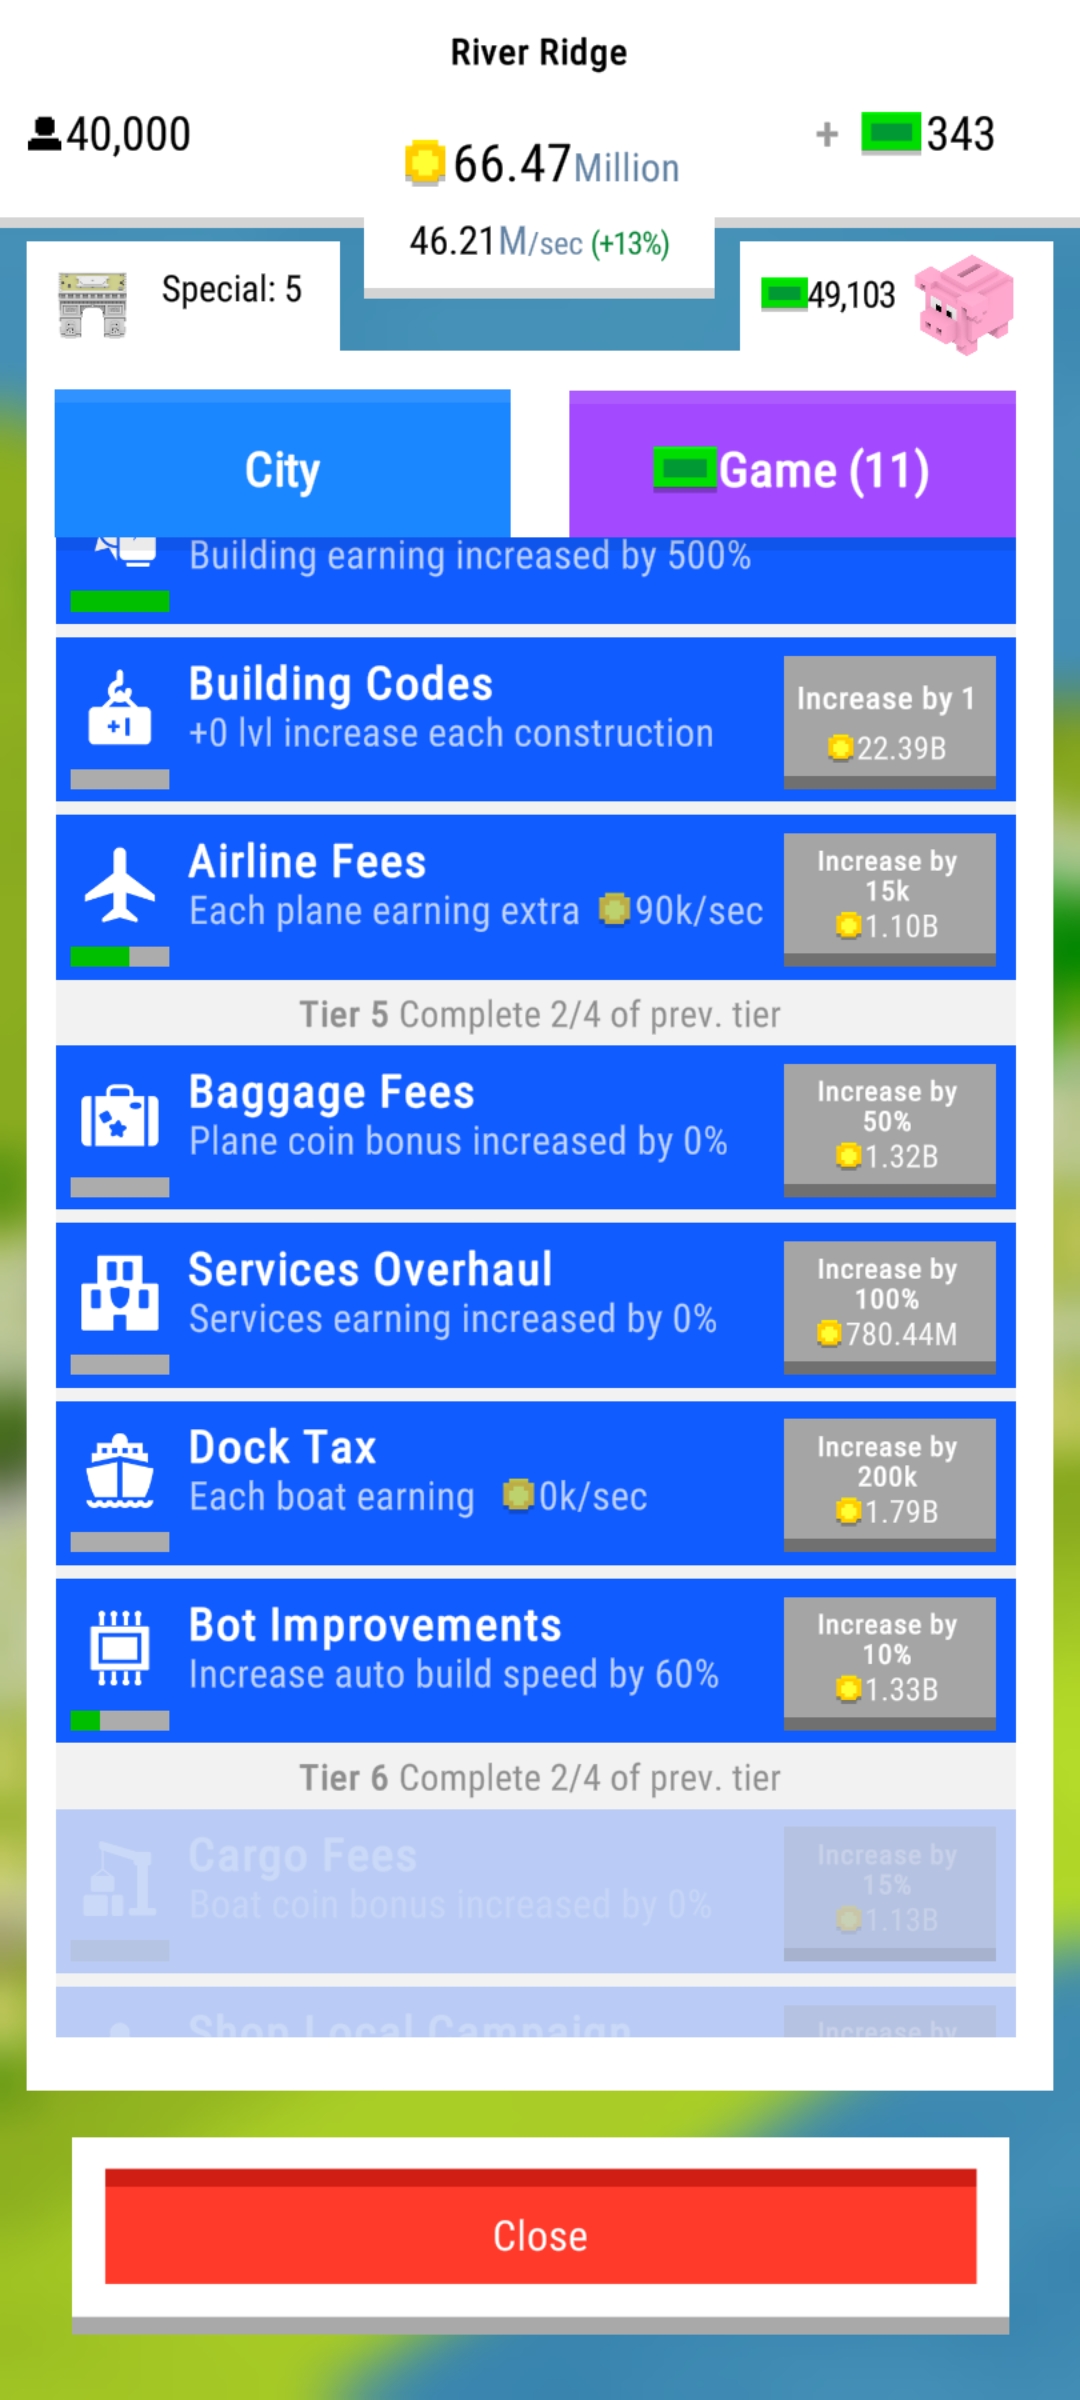 River Ridge
40,000
66.47Million
+ 343
46.21M/sec (+13%)
Special: 5
49,103
City
Game (11)
Building earning increased by 500%
Building Codes
+0 lvl increase each construction
Increase by 1
22.39B
+1
Airline Fees
Each plane earning extra 90k/sec
Increase by
15k
1.10B
Tier 5 Complete 2/4 of prev. tier
Baggage Fees
Plane coin bonus increased by 0%
Increase by
50%
1.32B
Services Overhaul
Services earning increased by 0%
Increase by
100%
780.44M
Dock Tax
Each boat earning 0k/sec
Increase by
200k
1.79B
Bot Improvements
Increase auto build speed by 60%
Increase by
10%
1.33B
Tier 6 Complete 2/4 of prev. tier
Cargo Fees
Boat coin bonus increased by 0%
Increase by
15%
1.13B
Shop Local Campaign
Increase by
Close